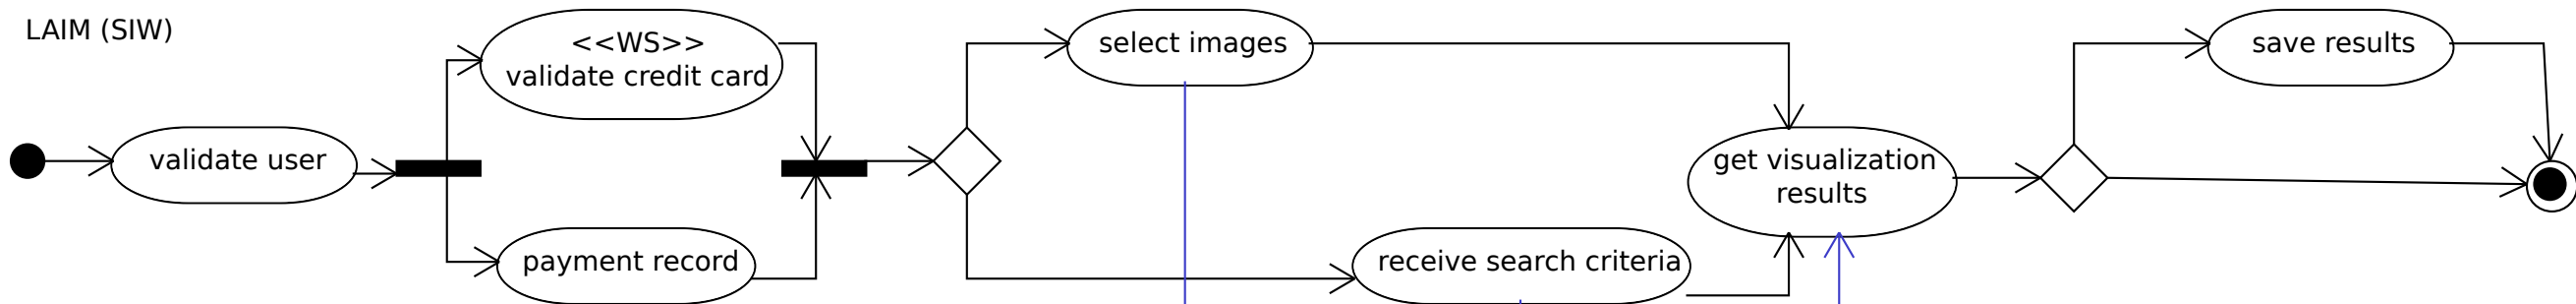 LAIM (SIW)
validate user
<<WS>>
validate credit card
payment record
select images
receive search criteria
get visualization
results
save results